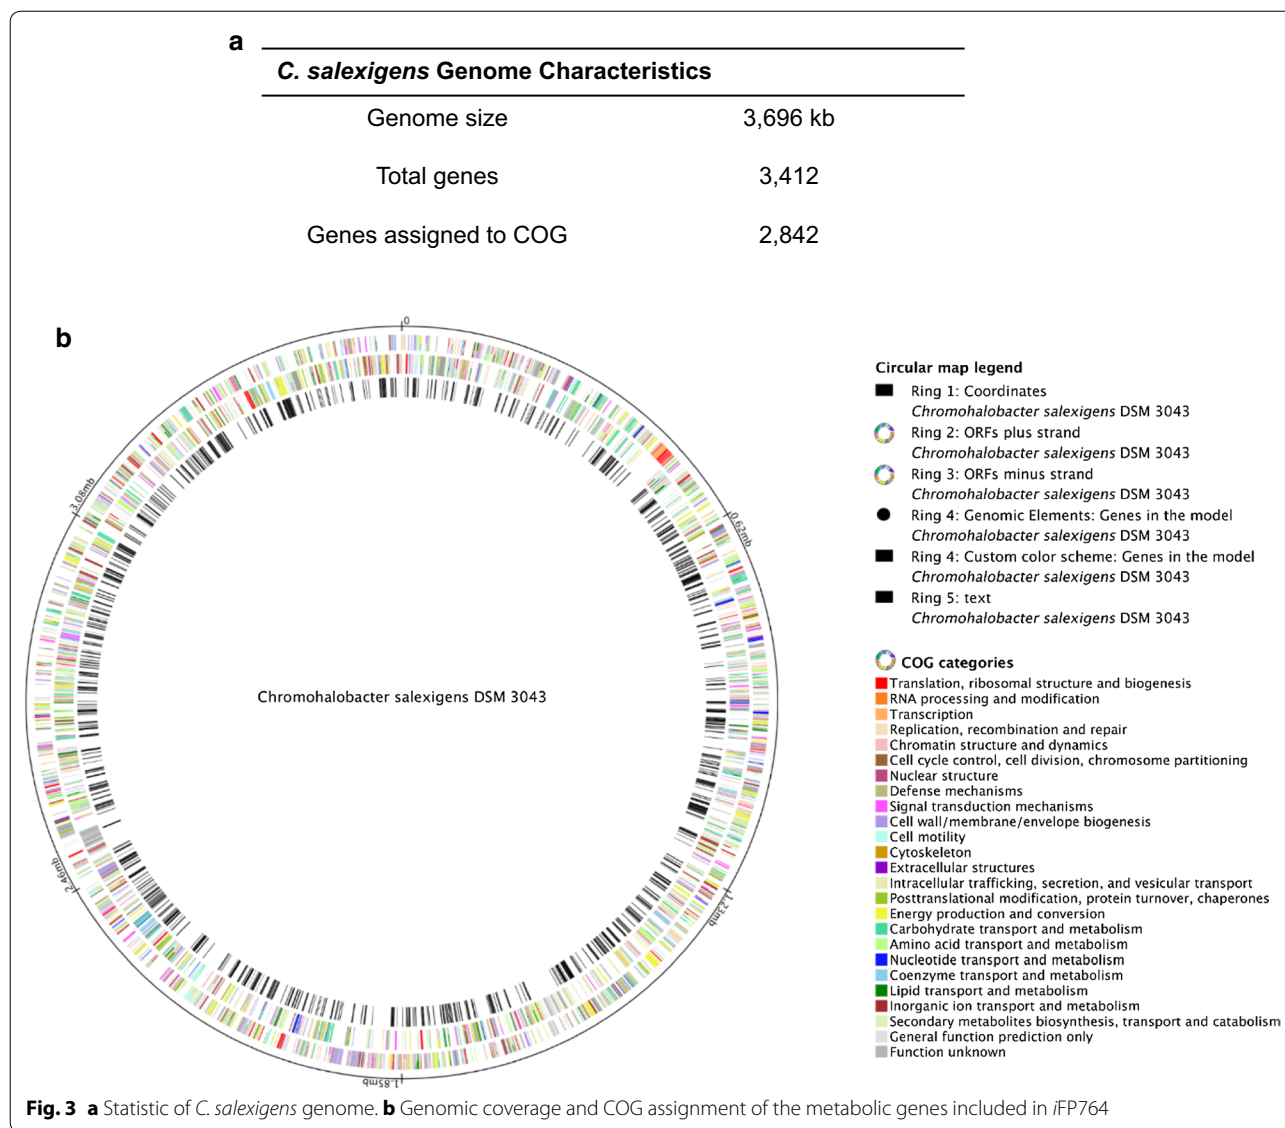 a
C. salexigens Genome Characteristics
Genome size 3,696 kb
Total genes 3,412
Genes assigned to COG 2,842
b
0
0.62mb
1.23mb
1.85mb
2.46mb
3.08mb
Chromohalobacter salexigens DSM 3043
Circular map legend
Ring 1: Coordinates
Chromohalobacter salexigens DSM 3043
Ring 2: ORFs plus strand
Chromohalobacter salexigens DSM 3043
Ring 3: ORFs minus strand
Chromohalobacter salexigens DSM 3043
Ring 4: Genomic Elements: Genes in the model
Chromohalobacter salexigens DSM 3043
Ring 4: Custom color scheme: Genes in the model
Chromohalobacter salexigens DSM 3043
Ring 5: text
Chromohalobacter salexigens DSM 3043
COG categories
Translation, ribosomal structure and biogenesis
RNA processing and modification
Transcription
Replication, recombination and repair
Chromatin structure and dynamics
Cell cycle control, cell division, chromosome partitioning
Nuclear structure
Defense mechanisms
Signal transduction mechanisms
Cell wall/membrane/envelope biogenesis
Cell motility
Cytoskeleton
Extracellular structures
Intracellular trafficking, secretion, and vesicular transport
Posttranslational modification, protein turnover, chaperones
Energy production and conversion
Carbohydrate transport and metabolism
Amino acid transport and metabolism
Nucleotide transport and metabolism
Coenzyme transport and metabolism
Lipid transport and metabolism
Inorganic ion transport and metabolism
Secondary metabolites biosynthesis, transport and catabolism
General function prediction only
Function unknown
Fig. 3 a Statistic of C. salexigens genome. b Genomic coverage and COG assignment of the metabolic genes included in iFP764